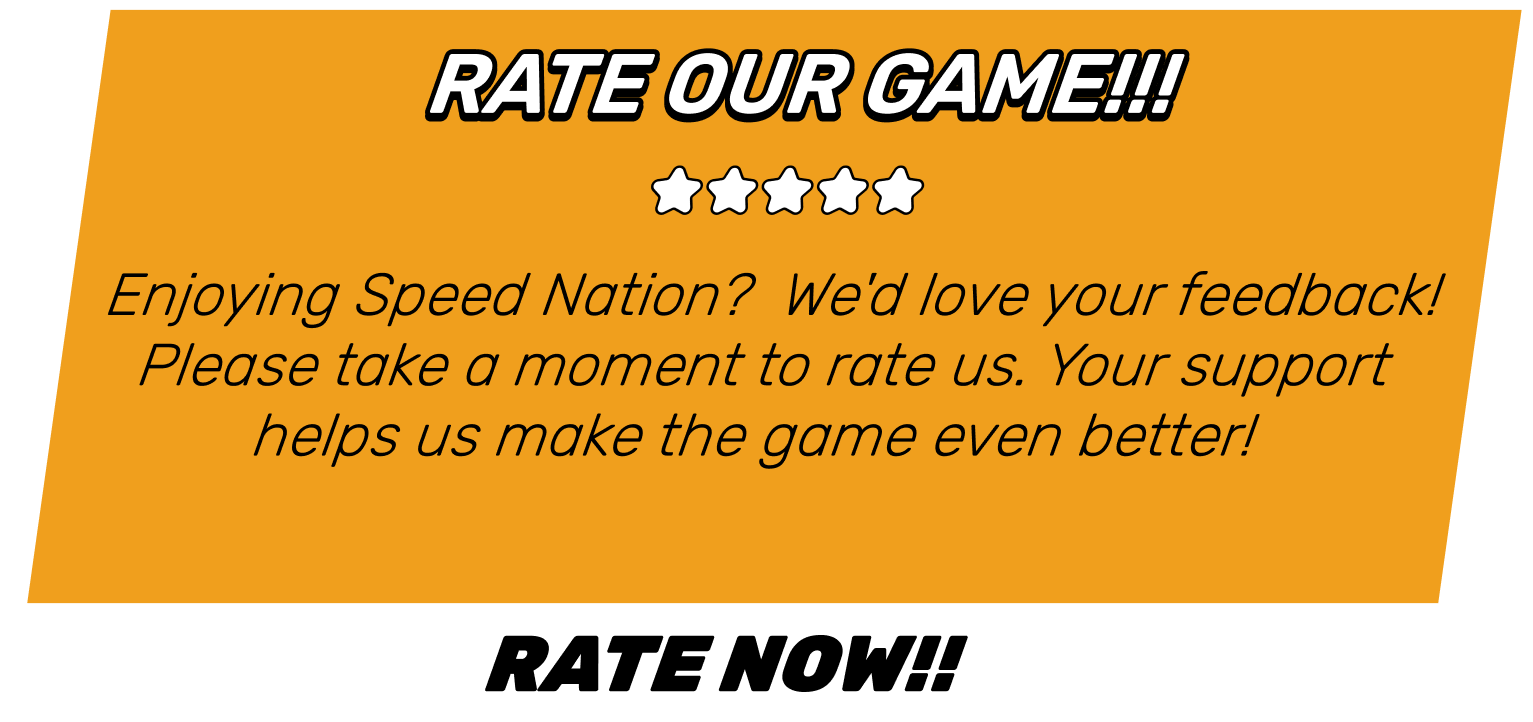 RATE OUR GAME!!!
Enjoying Speed Nation?  We'd love your feedback!
Please take a moment to rate us. Your support
helps us make the game even better!
RATE NOW!!